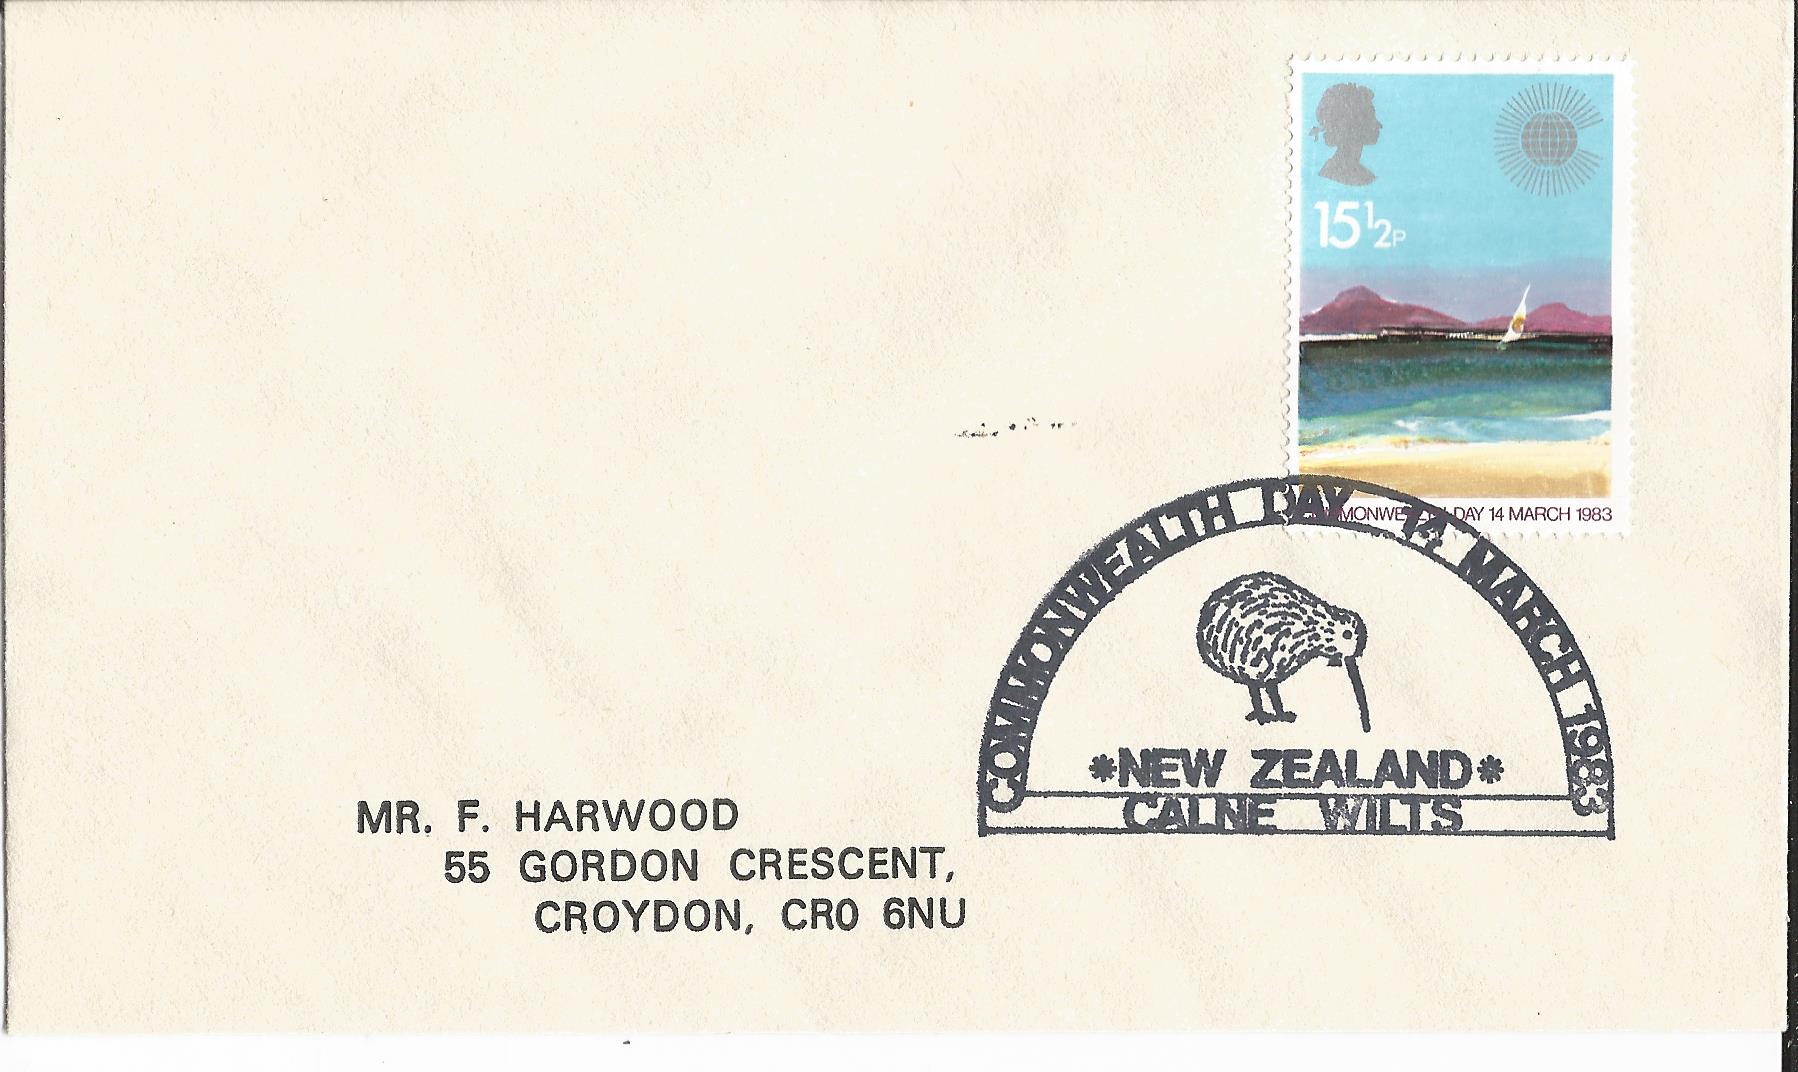 15½P
COMMONWEALTH DAY 14 MARCH 1983
COMMONWEALTH DAY 14 MARCH 1983
*NEW ZEALAND*
CALNE WILTS
MR. F. HARWOOD
55 GORDON CRESCENT,
CROYDON, CR0 6NU